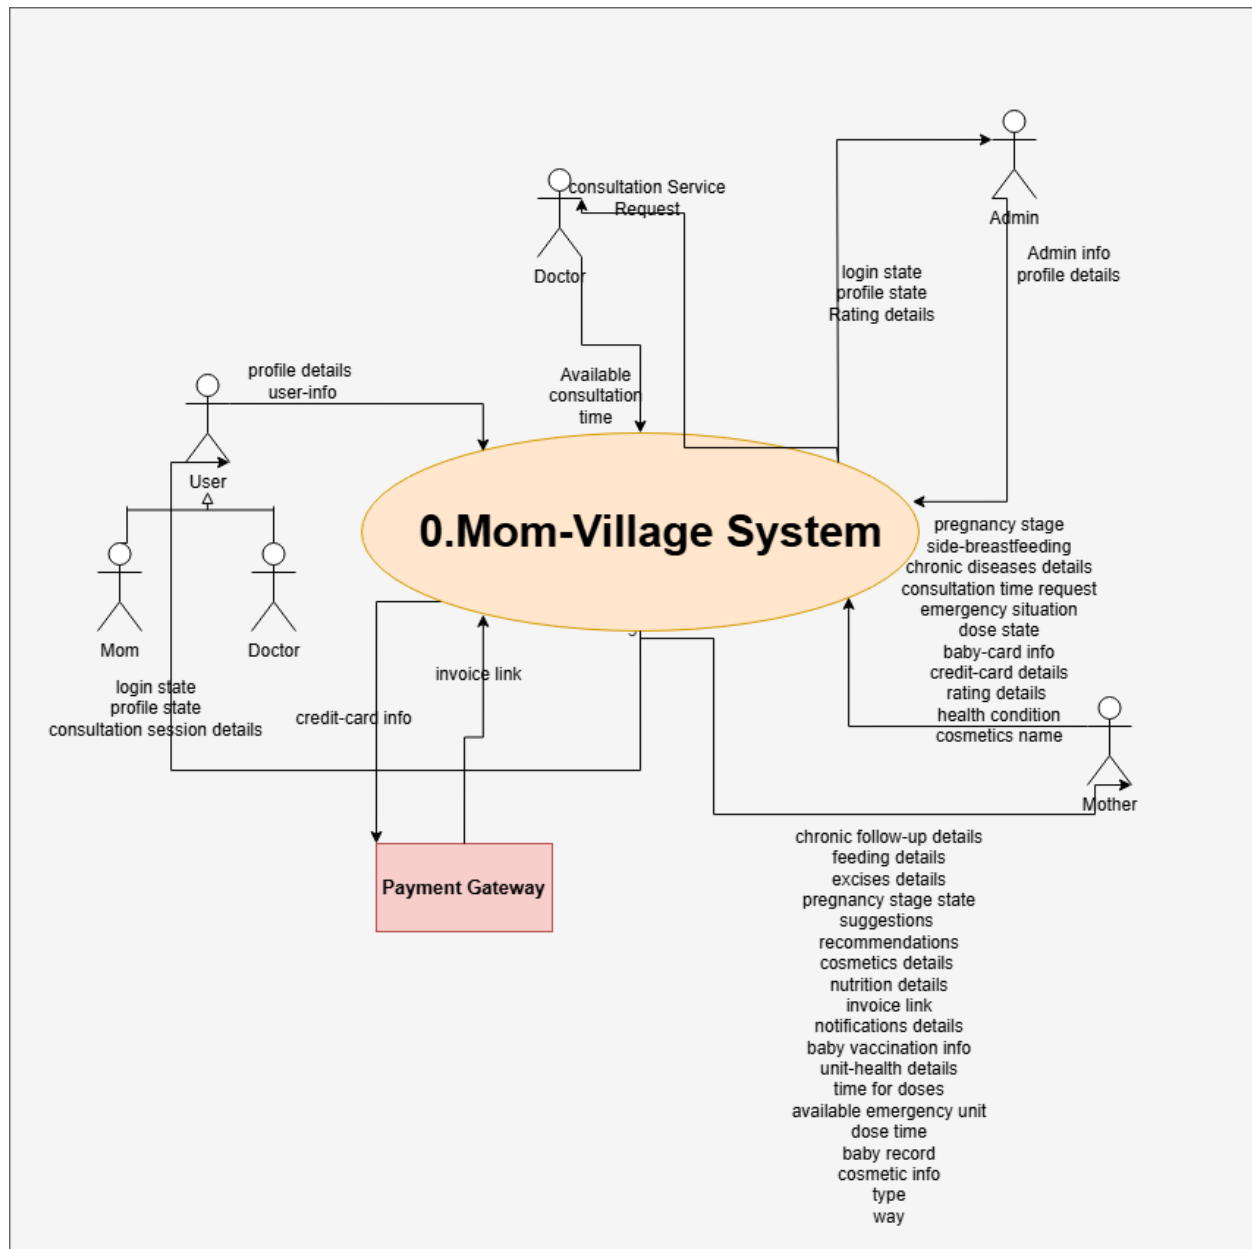 Admin
Admin info
profile details
consultation Service
Request
Doctor
login state
profile state
Rating details
Available
consultation
time
profile details
user-info
User
Mom
Doctor
login state
profile state
consultation session details
0.Mom-Village System
pregnancy stage
side-breastfeeding
chronic diseases details
consultation time request
emergency situation
dose state
baby-card info
credit-card details
rating details
health condition
cosmetics name
Mother
invoice link
credit-card info
Payment Gateway
chronic follow-up details
feeding details
excises details
pregnancy stage state
suggestions
recommendations
cosmetics details
nutrition details
invoice link
notifications details
baby vaccination info
unit-health details
time for doses
available emergency unit
dose time
baby record
cosmetic info
type
way